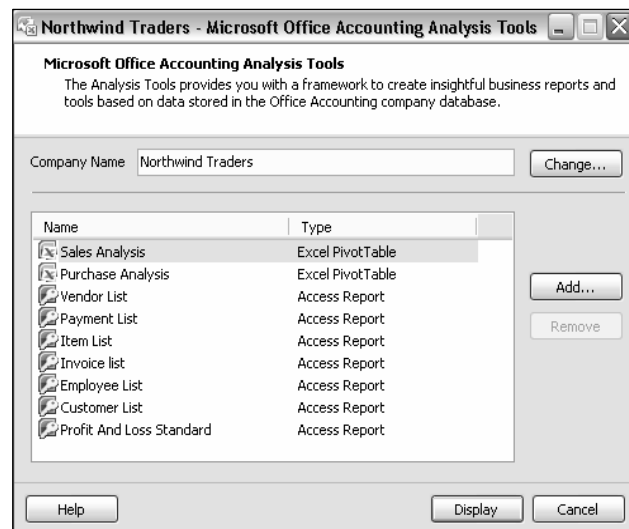 Northwind Traders - Microsoft Office Accounting Analysis Tools
Microsoft Office Accounting Analysis Tools
The Analysis Tools provides you with a framework to create insightful business reports and
tools based on data stored in the Office Accounting company database.
Company Name Northwind Traders Change...
Name Type
Sales Analysis Excel PivotTable
Purchase Analysis Excel PivotTable
Vendor List Access Report
Payment List Access Report
Item List Access Report
Invoice list Access Report
Employee List Access Report
Customer List Access Report
Profit And Loss Standard Access Report
Add...
Remove
Help Display Cancel